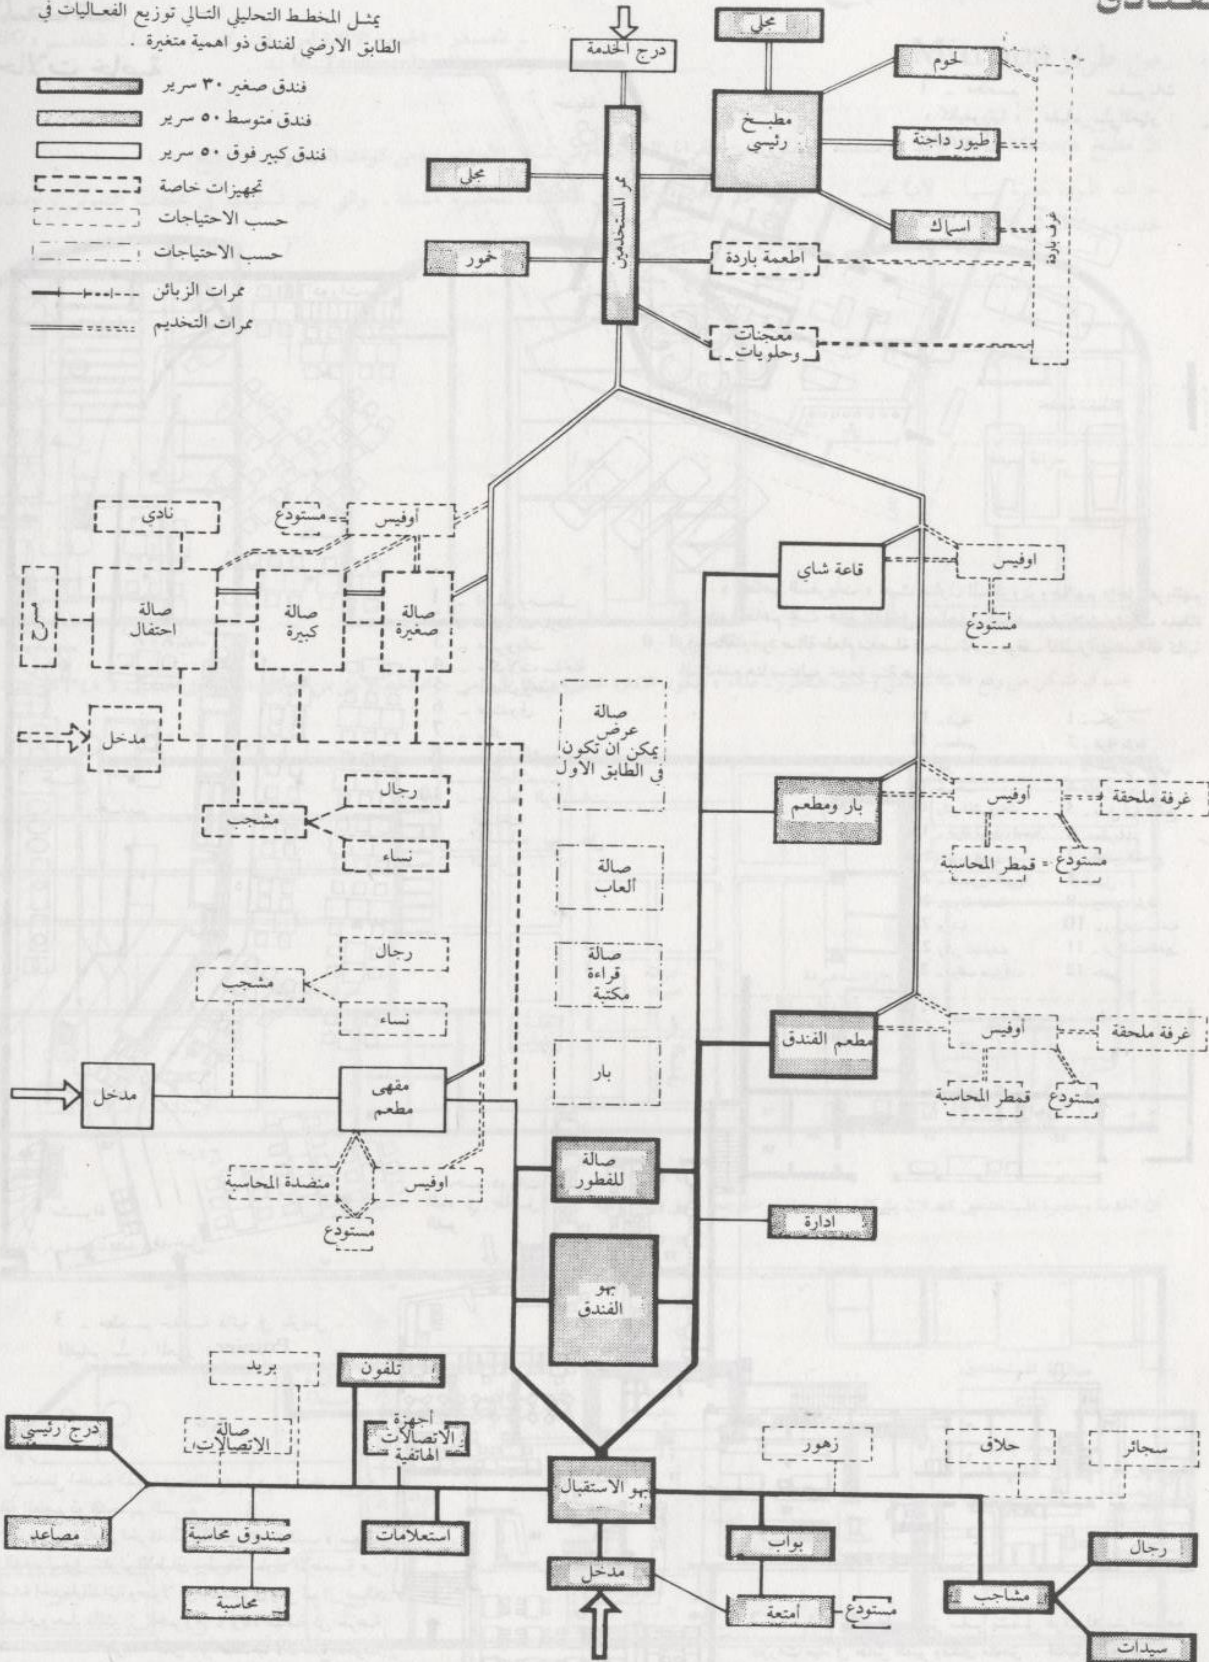 يمثل المخطط التحليلي التالي توزيع الفعاليات في
الطابق الارضي لفندق ذو اهمية متغيرة .
فندق صغير ٣٠ سرير
فندق متوسط ٥٠ سرير
فندق كبير فوق ٥٠ سرير
تجهيزات خاصة
حسب الاحتياجات
حسب الاحتياجات
ممرات الزبائن
ممرات التخديم
درج الخدمة
مجلى
لحوم
مطبخ
رئيسي
طيور داجنة
اسماك
غرف باردة
ممر المستخدمين
مجلى
خمور
اطعمة باردة
معجنات
وحلويات
نادي
مستودع
أوفيس
مسرح
صالة
احتفال
صالة
كبيرة
صالة
صغيرة
مدخل
رجال
مشجب
نساء
قاعة شاي
اوفيس
مستودع
صالة
عرض
يمكن ان تكون
في الطابق الاول
بار ومطعم
أوفيس
غرفة ملحقة
قمطر المحاسبة
مستودع
صالة
ألعاب
صالة
قراءة
مكتبة
بار
رجال
مشجب
نساء
مطعم الفندق
أوفيس
غرفة ملحقة
قمطر المحاسبة
مستودع
مدخل
مقهى
مطعم
منضدة المحاسبة
اوفيس
مستودع
صالة
للفطور
ادارة
بهو
الفندق
بريد
تلفون
درج رئيسي
صالة
الاتصالات
أجهزة
الاتصالات
الهاتفية
بهو الاستقبال
زهور
حلاق
سجائر
مصاعد
صندوق محاسبة
استعلامات
بواب
رجال
مدخل
محاسبة
أمتعة
مستودع
مشاجب
سيدات